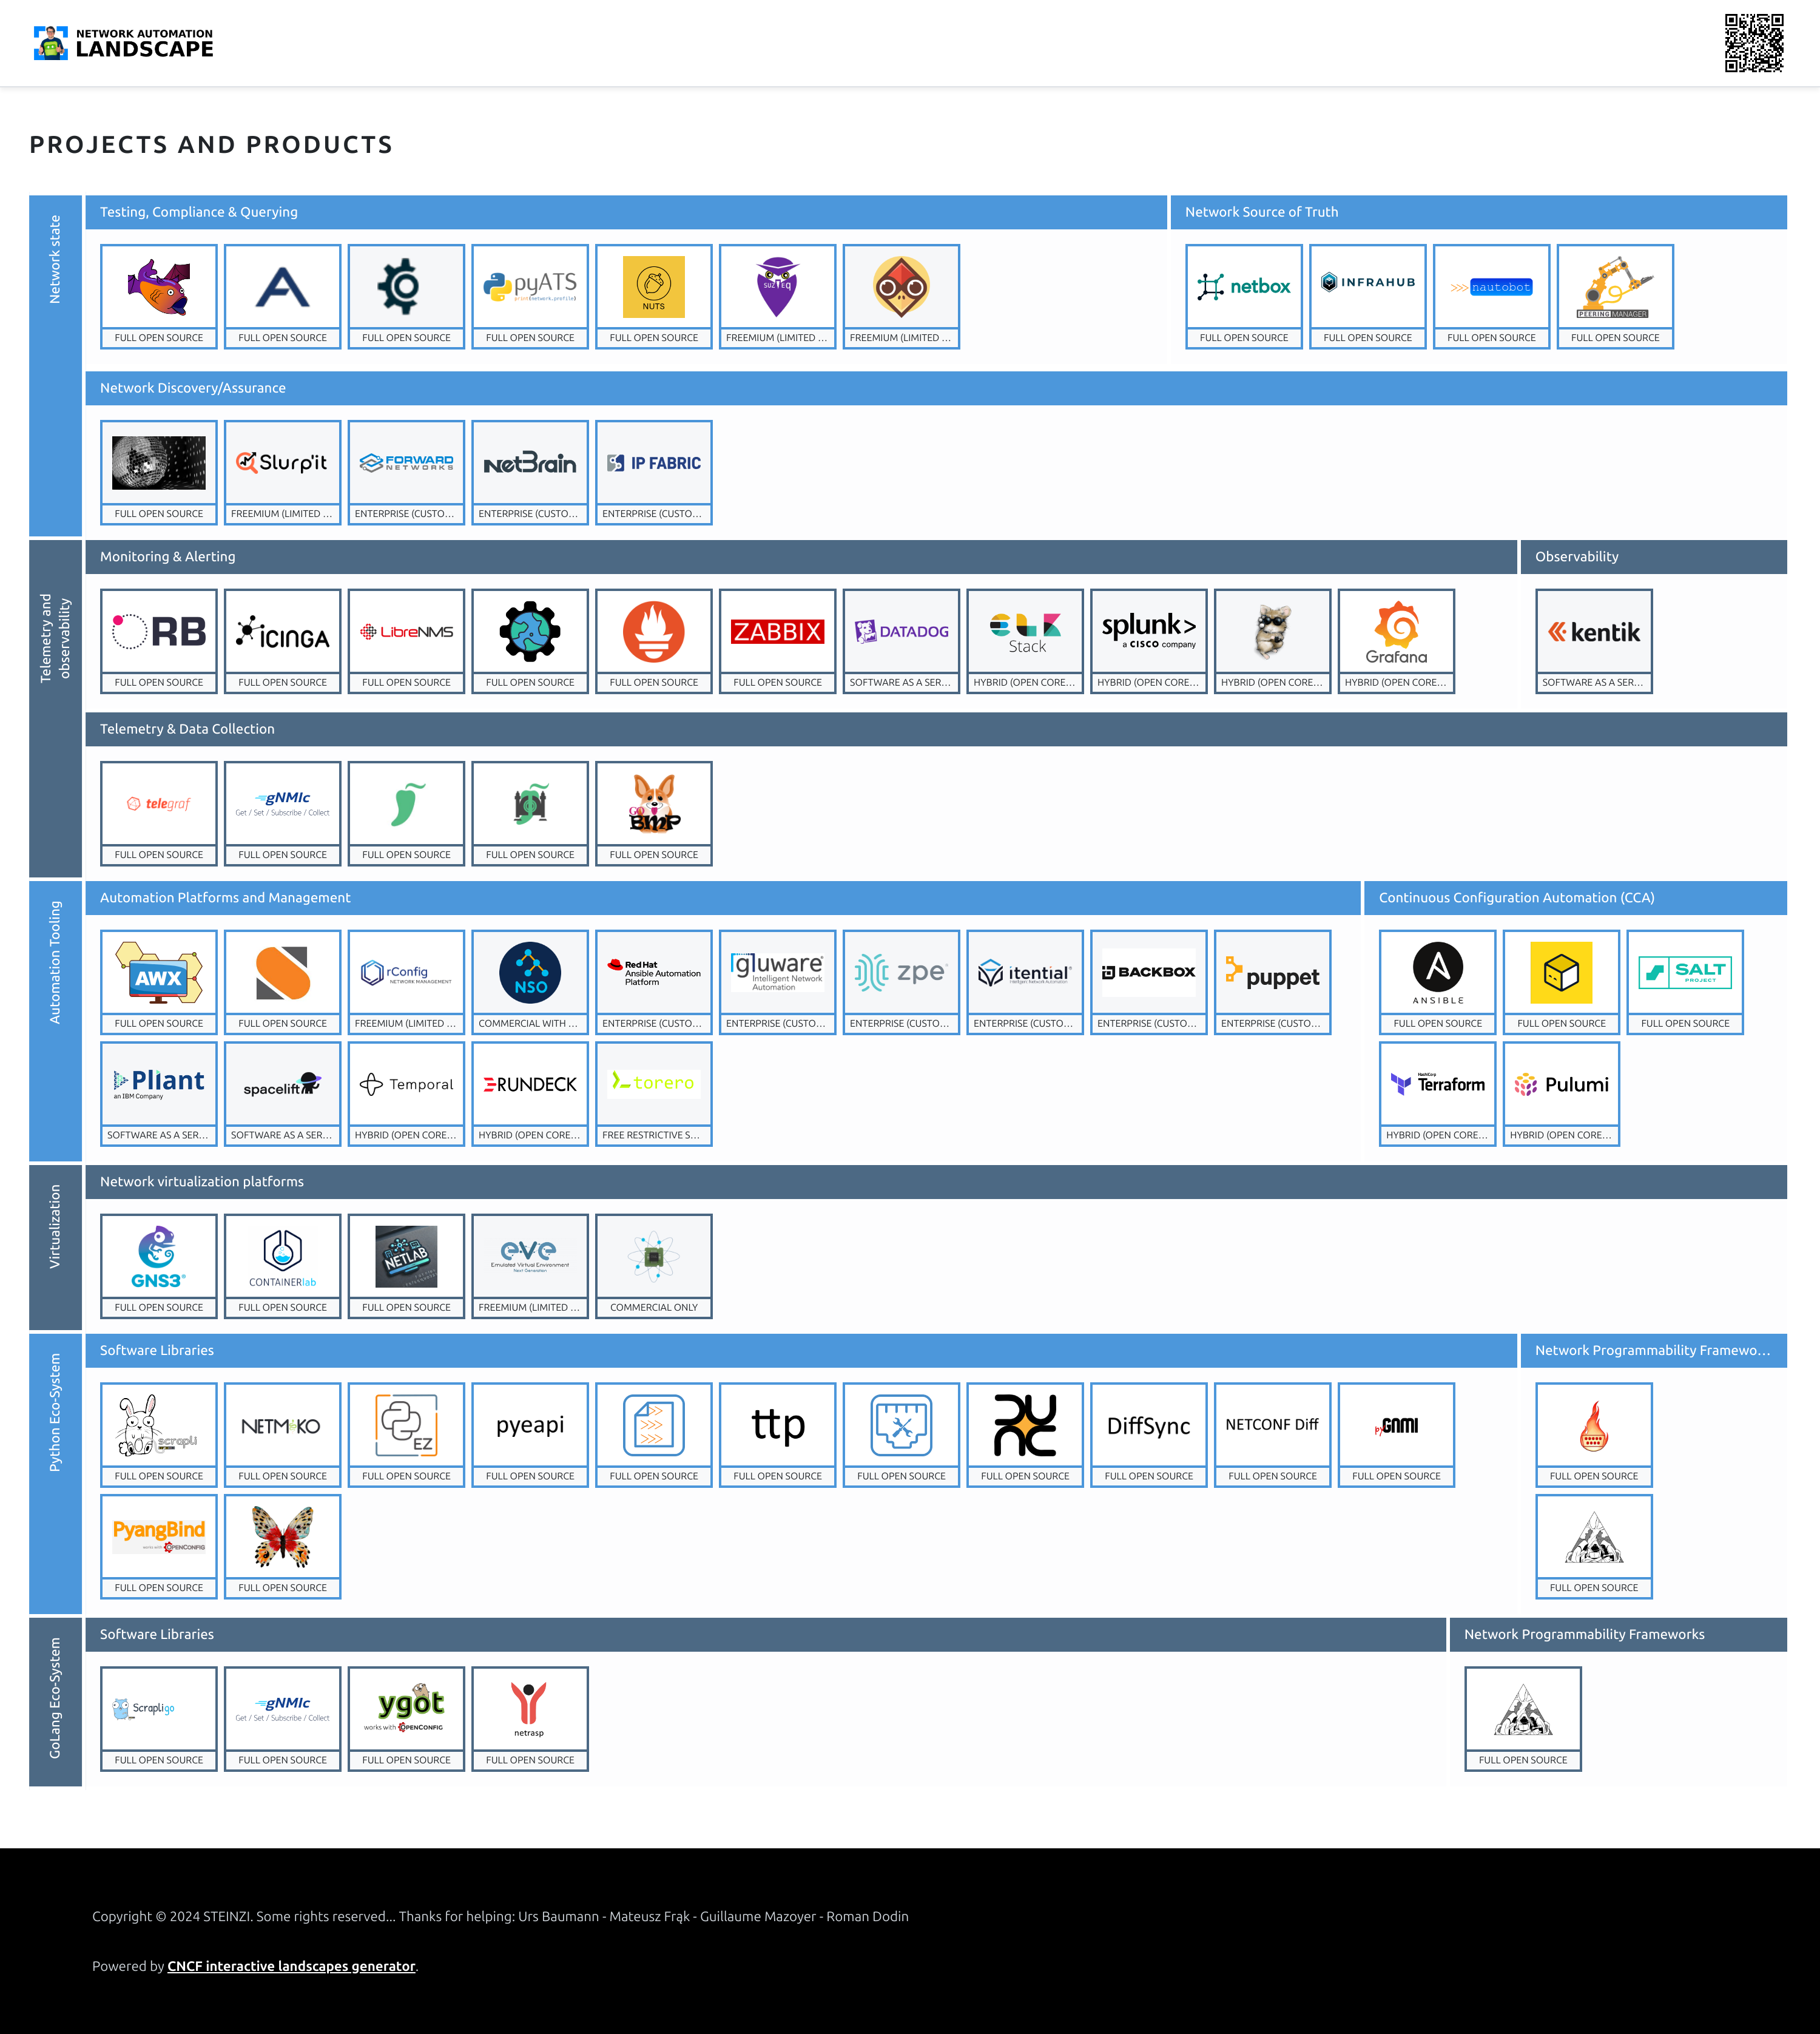 NETWORK AUTOMATION
LANDSCAPE
PROJECTS AND PRODUCTS
Network state
Testing, Compliance & Querying
Network Source of Truth
pyATS
print(network.profile)
NUTS
SUZIEQ
netbox
INFRAHUB
>>> nautobot
PEERING MANAGER
FULL OPEN SOURCE FULL OPEN SOURCE FULL OPEN SOURCE FULL OPEN SOURCE FULL OPEN SOURCE FREEMIUM (LIMITED ... FREEMIUM (LIMITED ... FULL OPEN SOURCE FULL OPEN SOURCE FULL OPEN SOURCE FULL OPEN SOURCE
Network Discovery/Assurance
Slurp'it
FORWARD
NETWORKS
netBrain
IP FABRIC
FULL OPEN SOURCE FREEMIUM (LIMITED ... ENTERPRISE (CUSTO... ENTERPRISE (CUSTO... ENTERPRISE (CUSTO...
Telemetry and
observability
Monitoring & Alerting
Observability
RB
ICINGA
LibreNMS
ZABBIX
DATADOG
ELK
Stack
splunk>
a CISCO company
Grafana
kentik
FULL OPEN SOURCE FULL OPEN SOURCE FULL OPEN SOURCE FULL OPEN SOURCE FULL OPEN SOURCE FULL OPEN SOURCE SOFTWARE AS A SER... HYBRID (OPEN CORE... HYBRID (OPEN CORE... HYBRID (OPEN CORE... HYBRID (OPEN CORE... SOFTWARE AS A SER...
Telemetry & Data Collection
telegraf
gNMIc
Get / Set / Subscribe / Collect
GO
BMP
FULL OPEN SOURCE FULL OPEN SOURCE FULL OPEN SOURCE FULL OPEN SOURCE FULL OPEN SOURCE
Automation Tooling
Automation Platforms and Management
Continuous Configuration Automation (CCA)
AWX
rConfig
NETWORK MANAGEMENT
NSO
Red Hat
Ansible Automation
Platform
gluware
Intelligent Network
Automation
zpe
itential
Intelligent Network Automation
BACKBOX
puppet
ANSIBLE
SALT
PROJECT
FULL OPEN SOURCE FULL OPEN SOURCE FREEMIUM (LIMITED ... COMMERCIAL WITH ... ENTERPRISE (CUSTO... ENTERPRISE (CUSTO... ENTERPRISE (CUSTO... ENTERPRISE (CUSTO... ENTERPRISE (CUSTO... ENTERPRISE (CUSTO... FULL OPEN SOURCE FULL OPEN SOURCE FULL OPEN SOURCE
Pliant
an IBM Company
spacelift
Temporal
RUNDECK
torero
HashiCorp
Terraform
Pulumi
SOFTWARE AS A SER... SOFTWARE AS A SER... HYBRID (OPEN CORE... HYBRID (OPEN CORE... FREE RESTRICTIVE S... HYBRID (OPEN CORE... HYBRID (OPEN CORE...
Virtualization
Network virtualization platforms
GNS3
CONTAINERlab
NETLAB
eve
Emulated Virtual Environment
Next Generation
FULL OPEN SOURCE FULL OPEN SOURCE FULL OPEN SOURCE FREEMIUM (LIMITED ... COMMERCIAL ONLY
Python Eco-System
Software Libraries
Network Programmability Framewo...
scrapli
NETMIKO
EZ
pyeapi
ttp
DiffSync
NETCONF Diff
pyGNMI
FULL OPEN SOURCE FULL OPEN SOURCE FULL OPEN SOURCE FULL OPEN SOURCE FULL OPEN SOURCE FULL OPEN SOURCE FULL OPEN SOURCE FULL OPEN SOURCE FULL OPEN SOURCE FULL OPEN SOURCE FULL OPEN SOURCE FULL OPEN SOURCE
PyangBind
works with OPENCONFIG
FULL OPEN SOURCE FULL OPEN SOURCE FULL OPEN SOURCE
GoLang Eco-System
Software Libraries
Network Programmability Frameworks
Scrapligo
gNMIc
Get / Set / Subscribe / Collect
ygot
works with OPENCONFIG
netrasp
FULL OPEN SOURCE FULL OPEN SOURCE FULL OPEN SOURCE FULL OPEN SOURCE FULL OPEN SOURCE
Copyright © 2024 STEINZI. Some rights reserved... Thanks for helping: Urs Baumann - Mateusz Frąk - Guillaume Mazoyer - Roman Dodin
Powered by CNCF interactive landscapes generator.